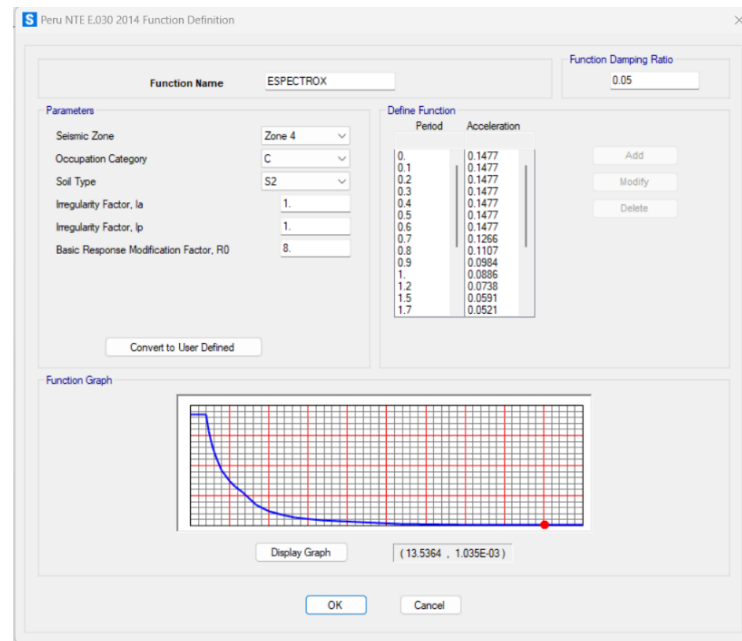 S Peru NTE E.030 2014 Function Definition
Function Damping Ratio
Function Name ESPECTROX 0.05
Parameters
Seismic Zone Zone 4
Occupation Category C
Soil Type S2
Irregularity Factor, Ia 1.
Irregularity Factor, Ip 1.
Basic Response Modification Factor, R0 8.
Convert to User Defined
Define Function
Period Acceleration
0. 0.1477
0.1 0.1477
0.2 0.1477
0.3 0.1477
0.4 0.1477
0.5 0.1477
0.6 0.1477
0.7 0.1266
0.8 0.1107
0.9 0.0984
1. 0.0886
1.2 0.0738
1.5 0.0591
1.7 0.0521
Add
Modify
Delete
Function Graph
Display Graph (13.5364 , 1.035E-03)
OK Cancel